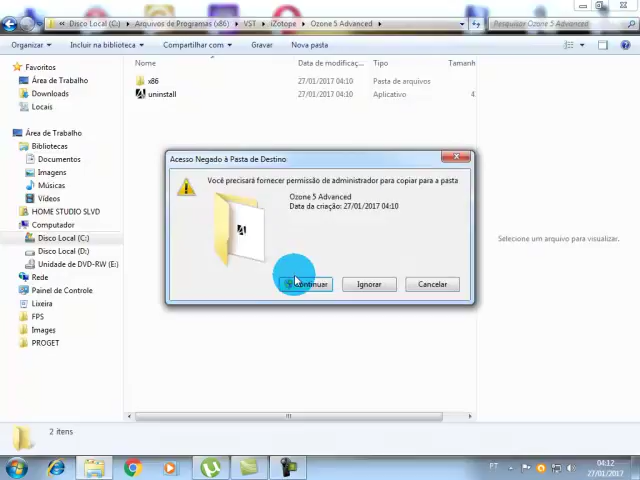 Disco Local (C:) ▸ Arquivos de Programas (x86) ▸ VST ▸ iZotope ▸ Ozone 5 Advanced ▸
Pesquisar Ozone 5 Advanced
Organizar Incluir na biblioteca Compartilhar com Gravar Nova pasta
Nome Data de modificaç... Tipo Tamanh
x86 27/01/2017 04:10 Pasta de arquivos
uninstall 27/01/2017 04:10 Aplicativo 4
Favoritos
Área de Trabalho
Downloads
Locais
Área de Trabalho
Bibliotecas
Documentos
Imagens
Músicas
Vídeos
HOME STUDIO SLVD
Computador
Disco Local (C:)
Disco Local (D:)
Unidade de DVD-RW (E:)
Rede
Painel de Controle
Lixeira
FPS
Images
PROGET
Acesso Negado à Pasta de Destino
Você precisará fornecer permissão de administrador para copiar para a pasta
Ozone 5 Advanced
Data da criação: 27/01/2017 04:10
Continuar Ignorar Cancelar
Selecione um arquivo para visualizar.
2 itens
PT
04:12
27/01/2017